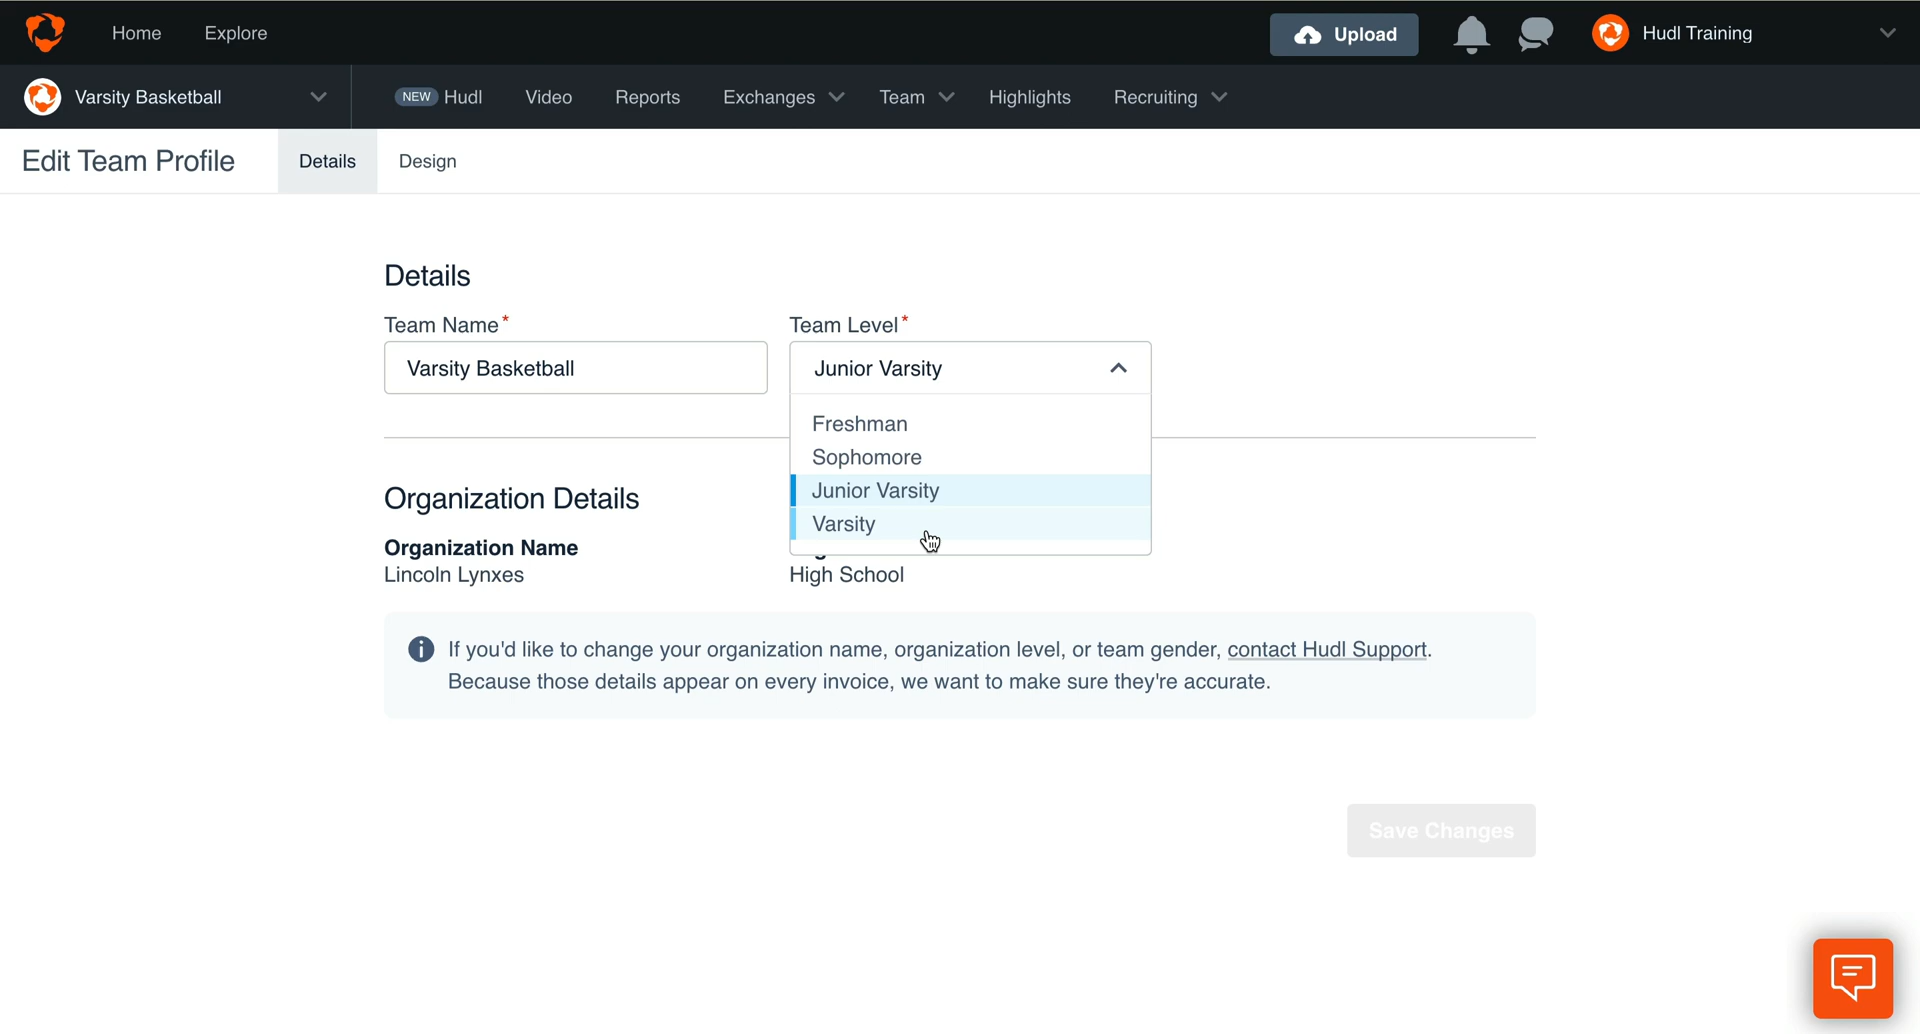 Home Explore Upload Hudl Training
Varsity Basketball NEW Hudl Video Reports Exchanges Team Highlights Recruiting
Edit Team Profile Details Design
Details
Team Name* Team Level*
Varsity Basketball Junior Varsity
Freshman
Sophomore
Junior Varsity
Varsity
Organization Details
Organization Name
Lincoln Lynxes High School
If you'd like to change your organization name, organization level, or team gender, contact Hudl Support.
Because those details appear on every invoice, we want to make sure they're accurate.
Save Changes